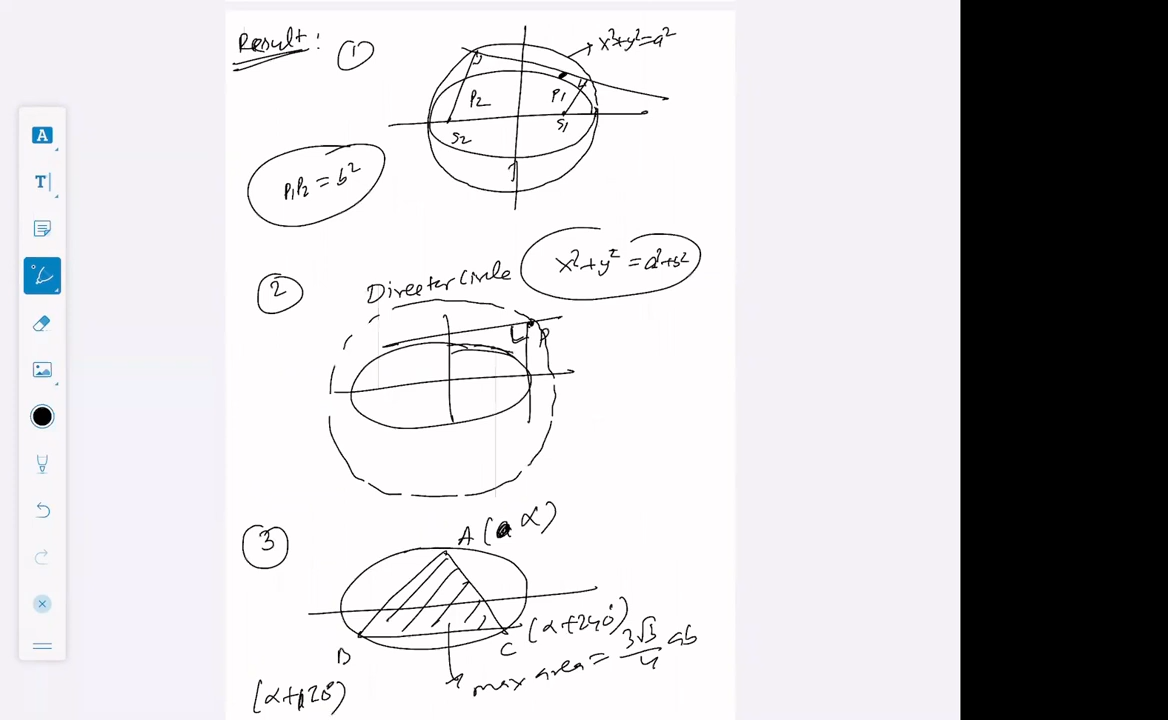 Result:
①
x²+y²=a²
P₂
P₁
S₂
S₁
P₁P₂ = b²
②
Director Circle
x²+y² = a²+b²
P
③
A (α)
B
C (α+240°)
(α+120°)
max area = 3√3/4 ab